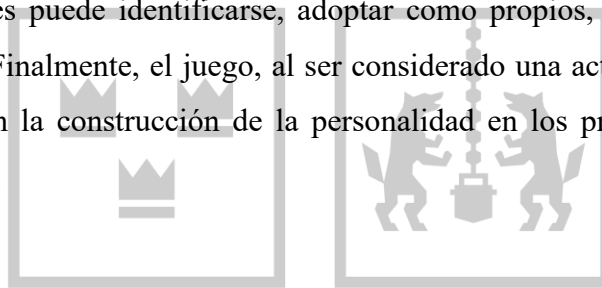 es puede identificarse, adoptar como propios,
Finalmente, el juego, al ser considerado una act
n la construcción de la personalidad en los pr